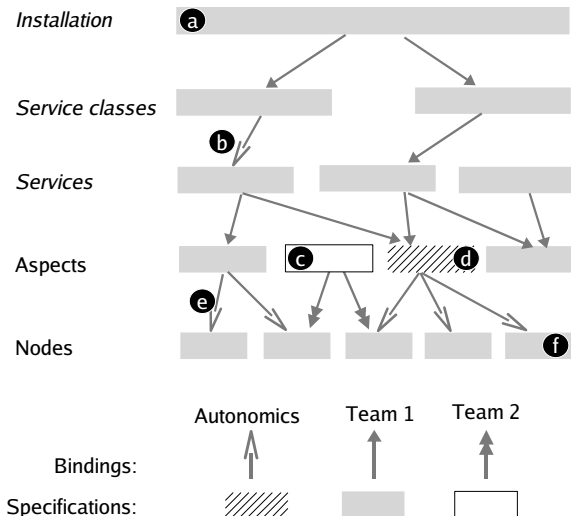 Installation
a
Service classes
b
Services
Aspects
c
d
e
Nodes
f
Autonomics Team 1 Team 2
Bindings:
Specifications: